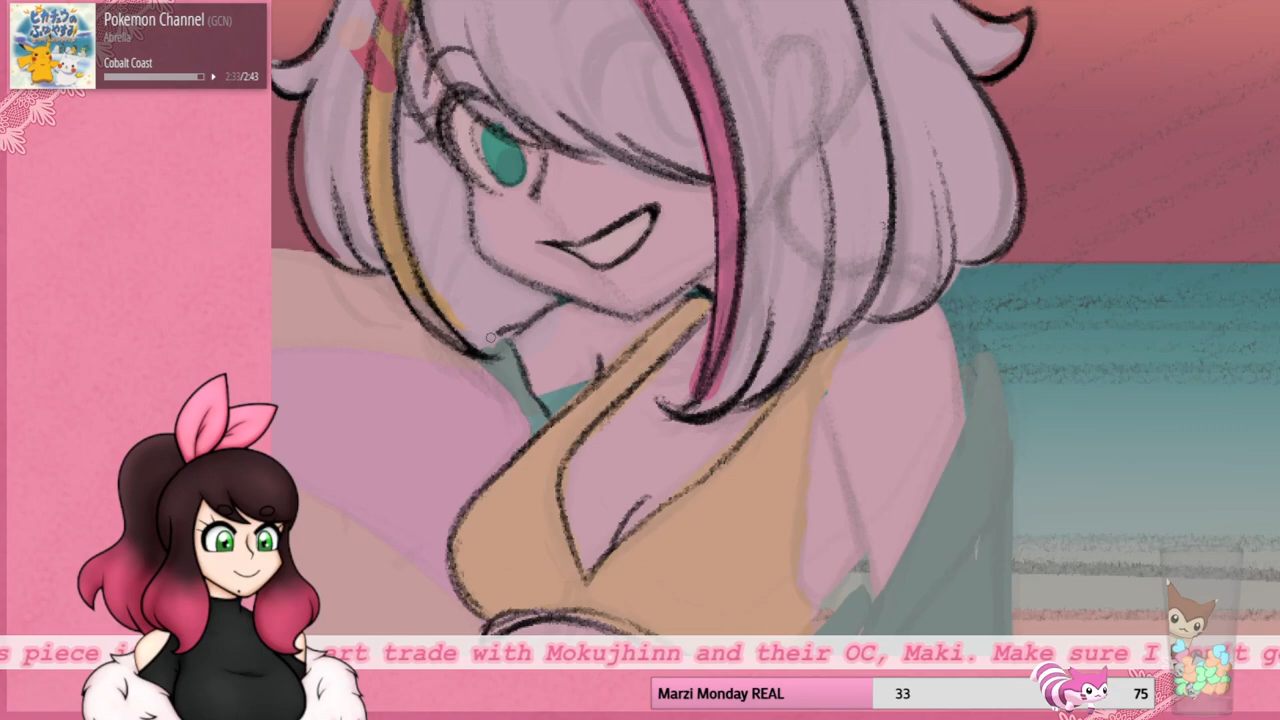 Pokemon Channel (GCN)
Abrella
Cobalt Coast
2:33/2:43
s piece i art trade with Mokujhinn and their OC, Maki. Make sure I
Marzi Monday REAL 33 75